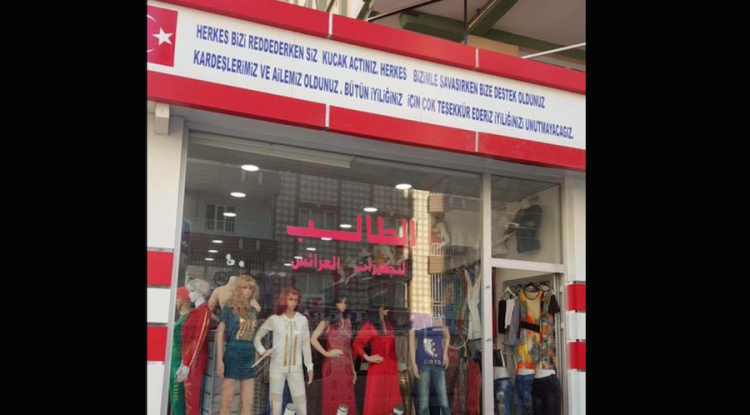 HERKES BİZİ REDDEDERKEN SİZ KUCAK AÇTINIZ. HERKES BİZİMLE SAVAŞIRKEN BİZE DESTEK OLDUNUZ
KARDEŞLERİMİZ VE AİLEMİZ OLDUNUZ. BÜTÜN İYİLİĞİNİZ İÇİN ÇOK TEŞEKKÜR EDERİZ İYİLİĞİNİZİ UNUTMAYACAĞIZ.
الطالب
لتجهيزات العرائس